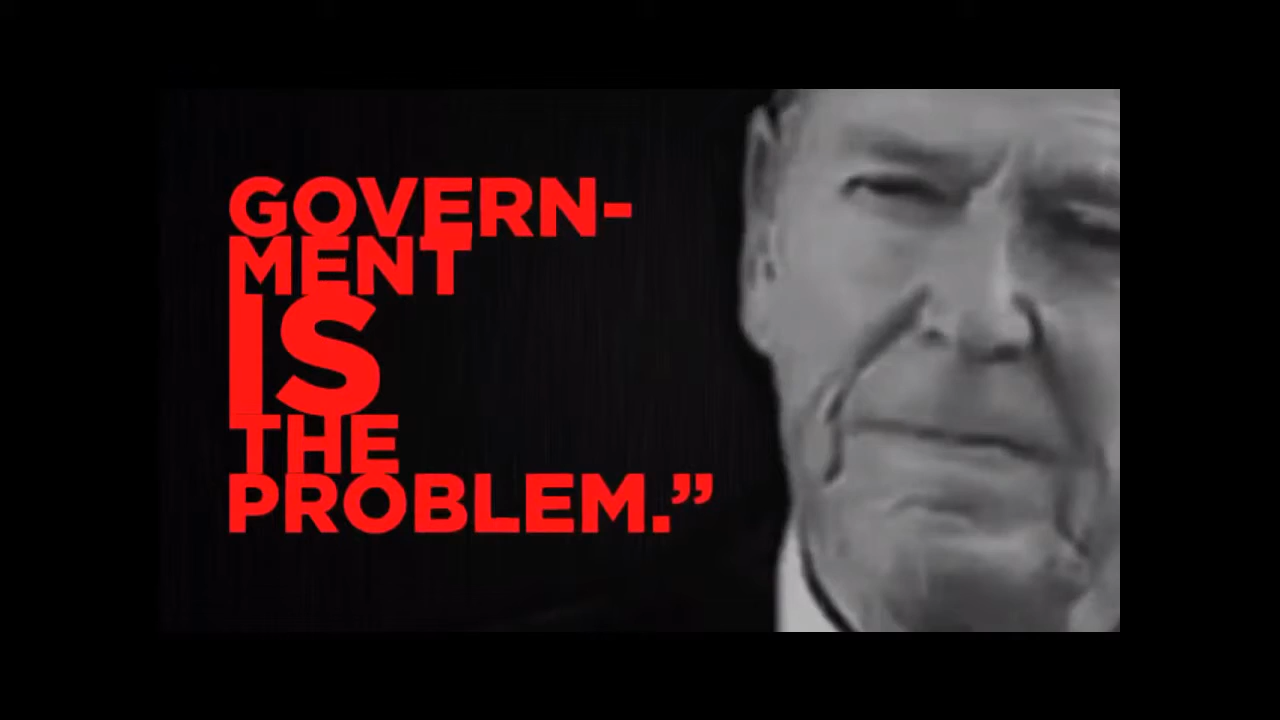 GOVERN-
MENT
IS
THE
PROBLEM.”